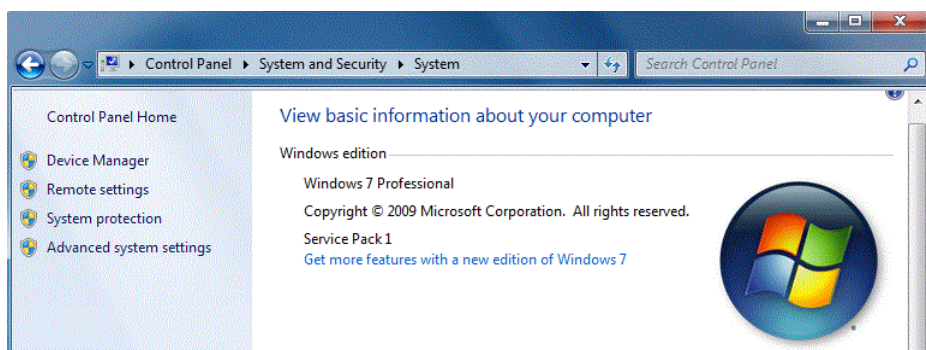 Control Panel ▸ System and Security ▸ System
Search Control Panel
Control Panel Home
Device Manager
Remote settings
System protection
Advanced system settings
View basic information about your computer
Windows edition
Windows 7 Professional
Copyright © 2009 Microsoft Corporation. All rights reserved.
Service Pack 1
Get more features with a new edition of Windows 7